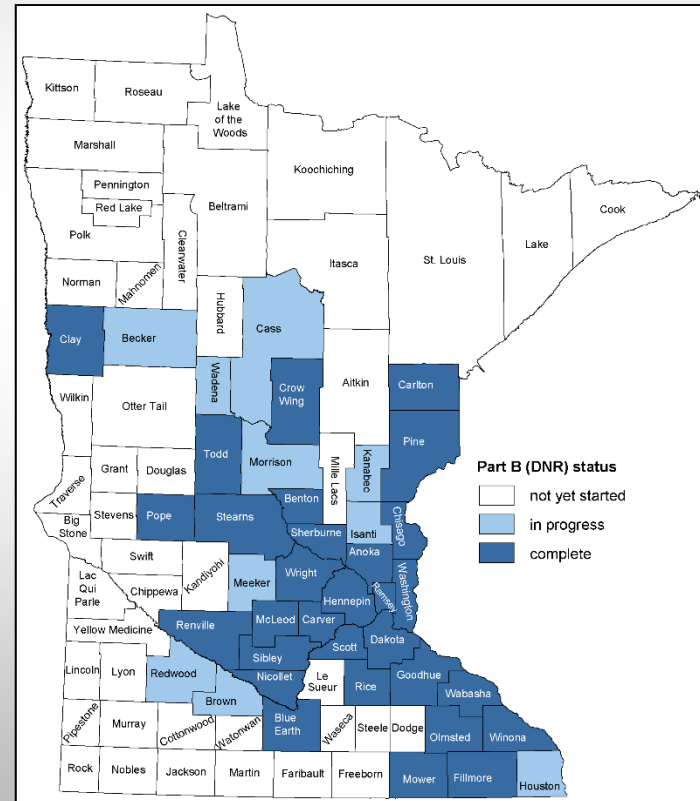 Kittson
Roseau
Lake
of the
Woods
Marshall
Koochiching
Pennington
Red Lake
Beltrami
Cook
Polk
Clearwater
Itasca
St. Louis
Lake
Norman
Mahnomen
Hubbard
Cass
Clay
Becker
Wadena
Crow
Wing
Aitkin
Carlton
Wilkin
Otter Tail
Pine
Todd
Morrison
Mille Lacs
Kanabec
Part B (DNR) status
not yet started
in progress
complete
Grant
Douglas
Traverse
Benton
Big
Stone
Stevens
Pope
Stearns
Sherburne
Isanti
Chisago
Anoka
Swift
Kandiyohi
Meeker
Wright
Washington
Lac
Qui
Parle
Chippewa
Hennepin
Ramsey
McLeod
Carver
Yellow Medicine
Renville
Scott
Dakota
Sibley
Lincoln
Lyon
Redwood
Nicollet
Le
Sueur
Rice
Goodhue
Wabasha
Brown
Pipestone
Murray
Cottonwood
Watonwan
Blue
Earth
Waseca
Steele
Dodge
Olmsted
Winona
Rock
Nobles
Jackson
Martin
Faribault
Freeborn
Mower
Fillmore
Houston